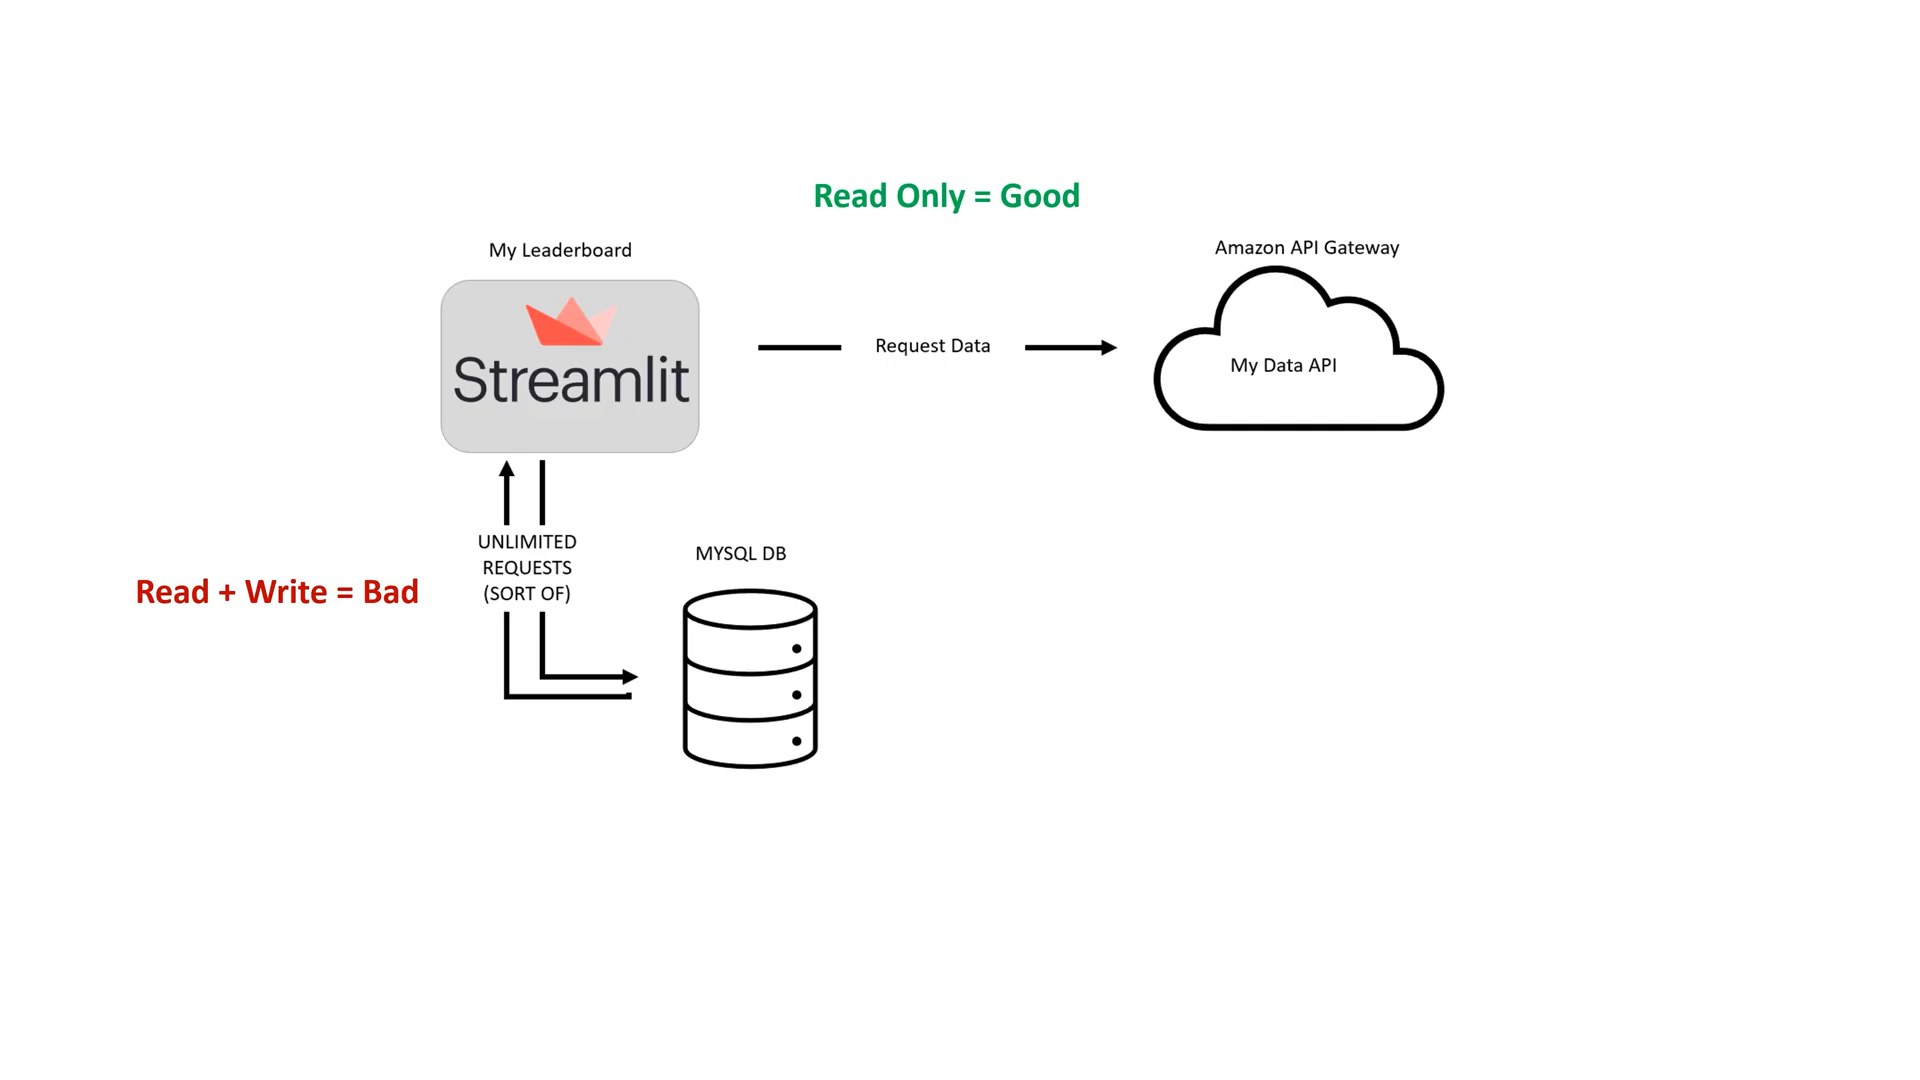 Read Only = Good
My Leaderboard
Amazon API Gateway
Streamlit
Request Data
My Data API
UNLIMITED
REQUESTS
(SORT OF)
MYSQL DB
Read + Write = Bad